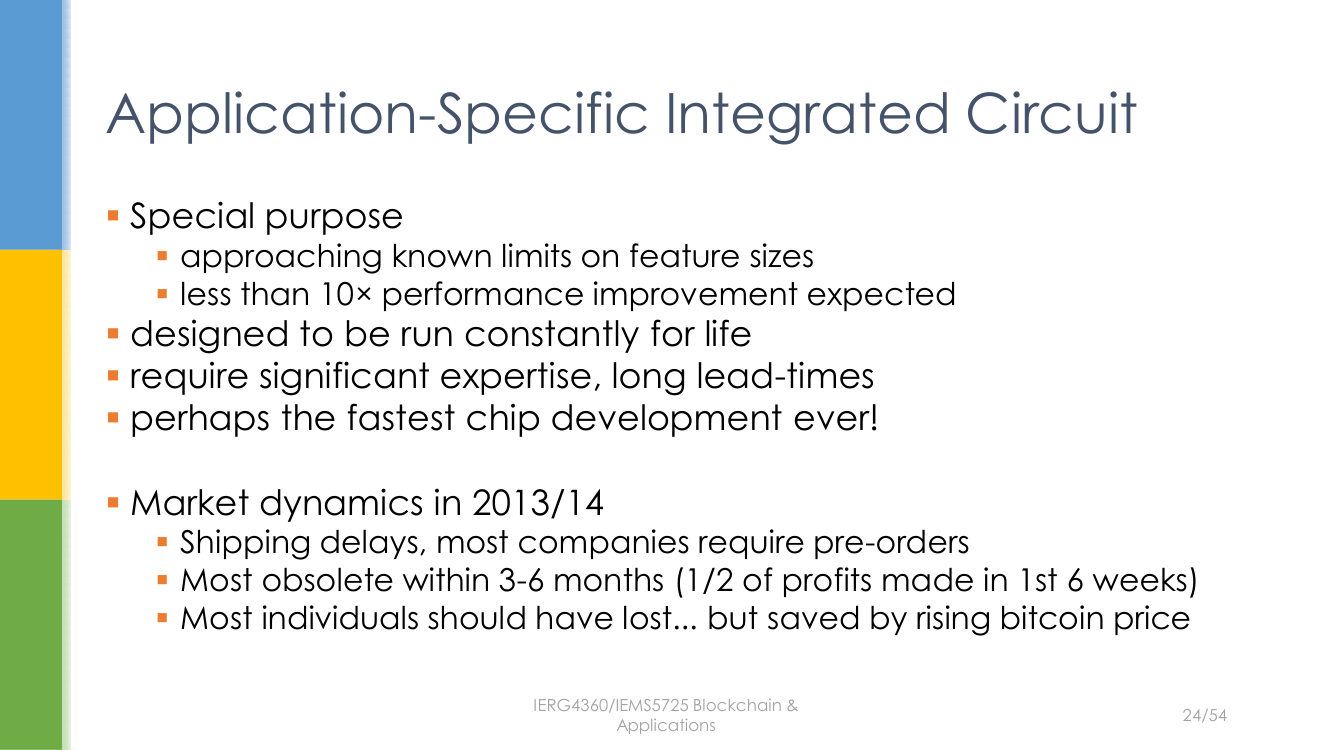 Application-Specific Integrated Circuit
Special purpose
approaching known limits on feature sizes
less than 10× performance improvement expected
designed to be run constantly for life
require significant expertise, long lead-times
perhaps the fastest chip development ever!
Market dynamics in 2013/14
Shipping delays, most companies require pre-orders
Most obsolete within 3-6 months (1/2 of profits made in 1st 6 weeks)
Most individuals should have lost... but saved by rising bitcoin price
IERG4360/IEMS5725 Blockchain &
Applications
24/54